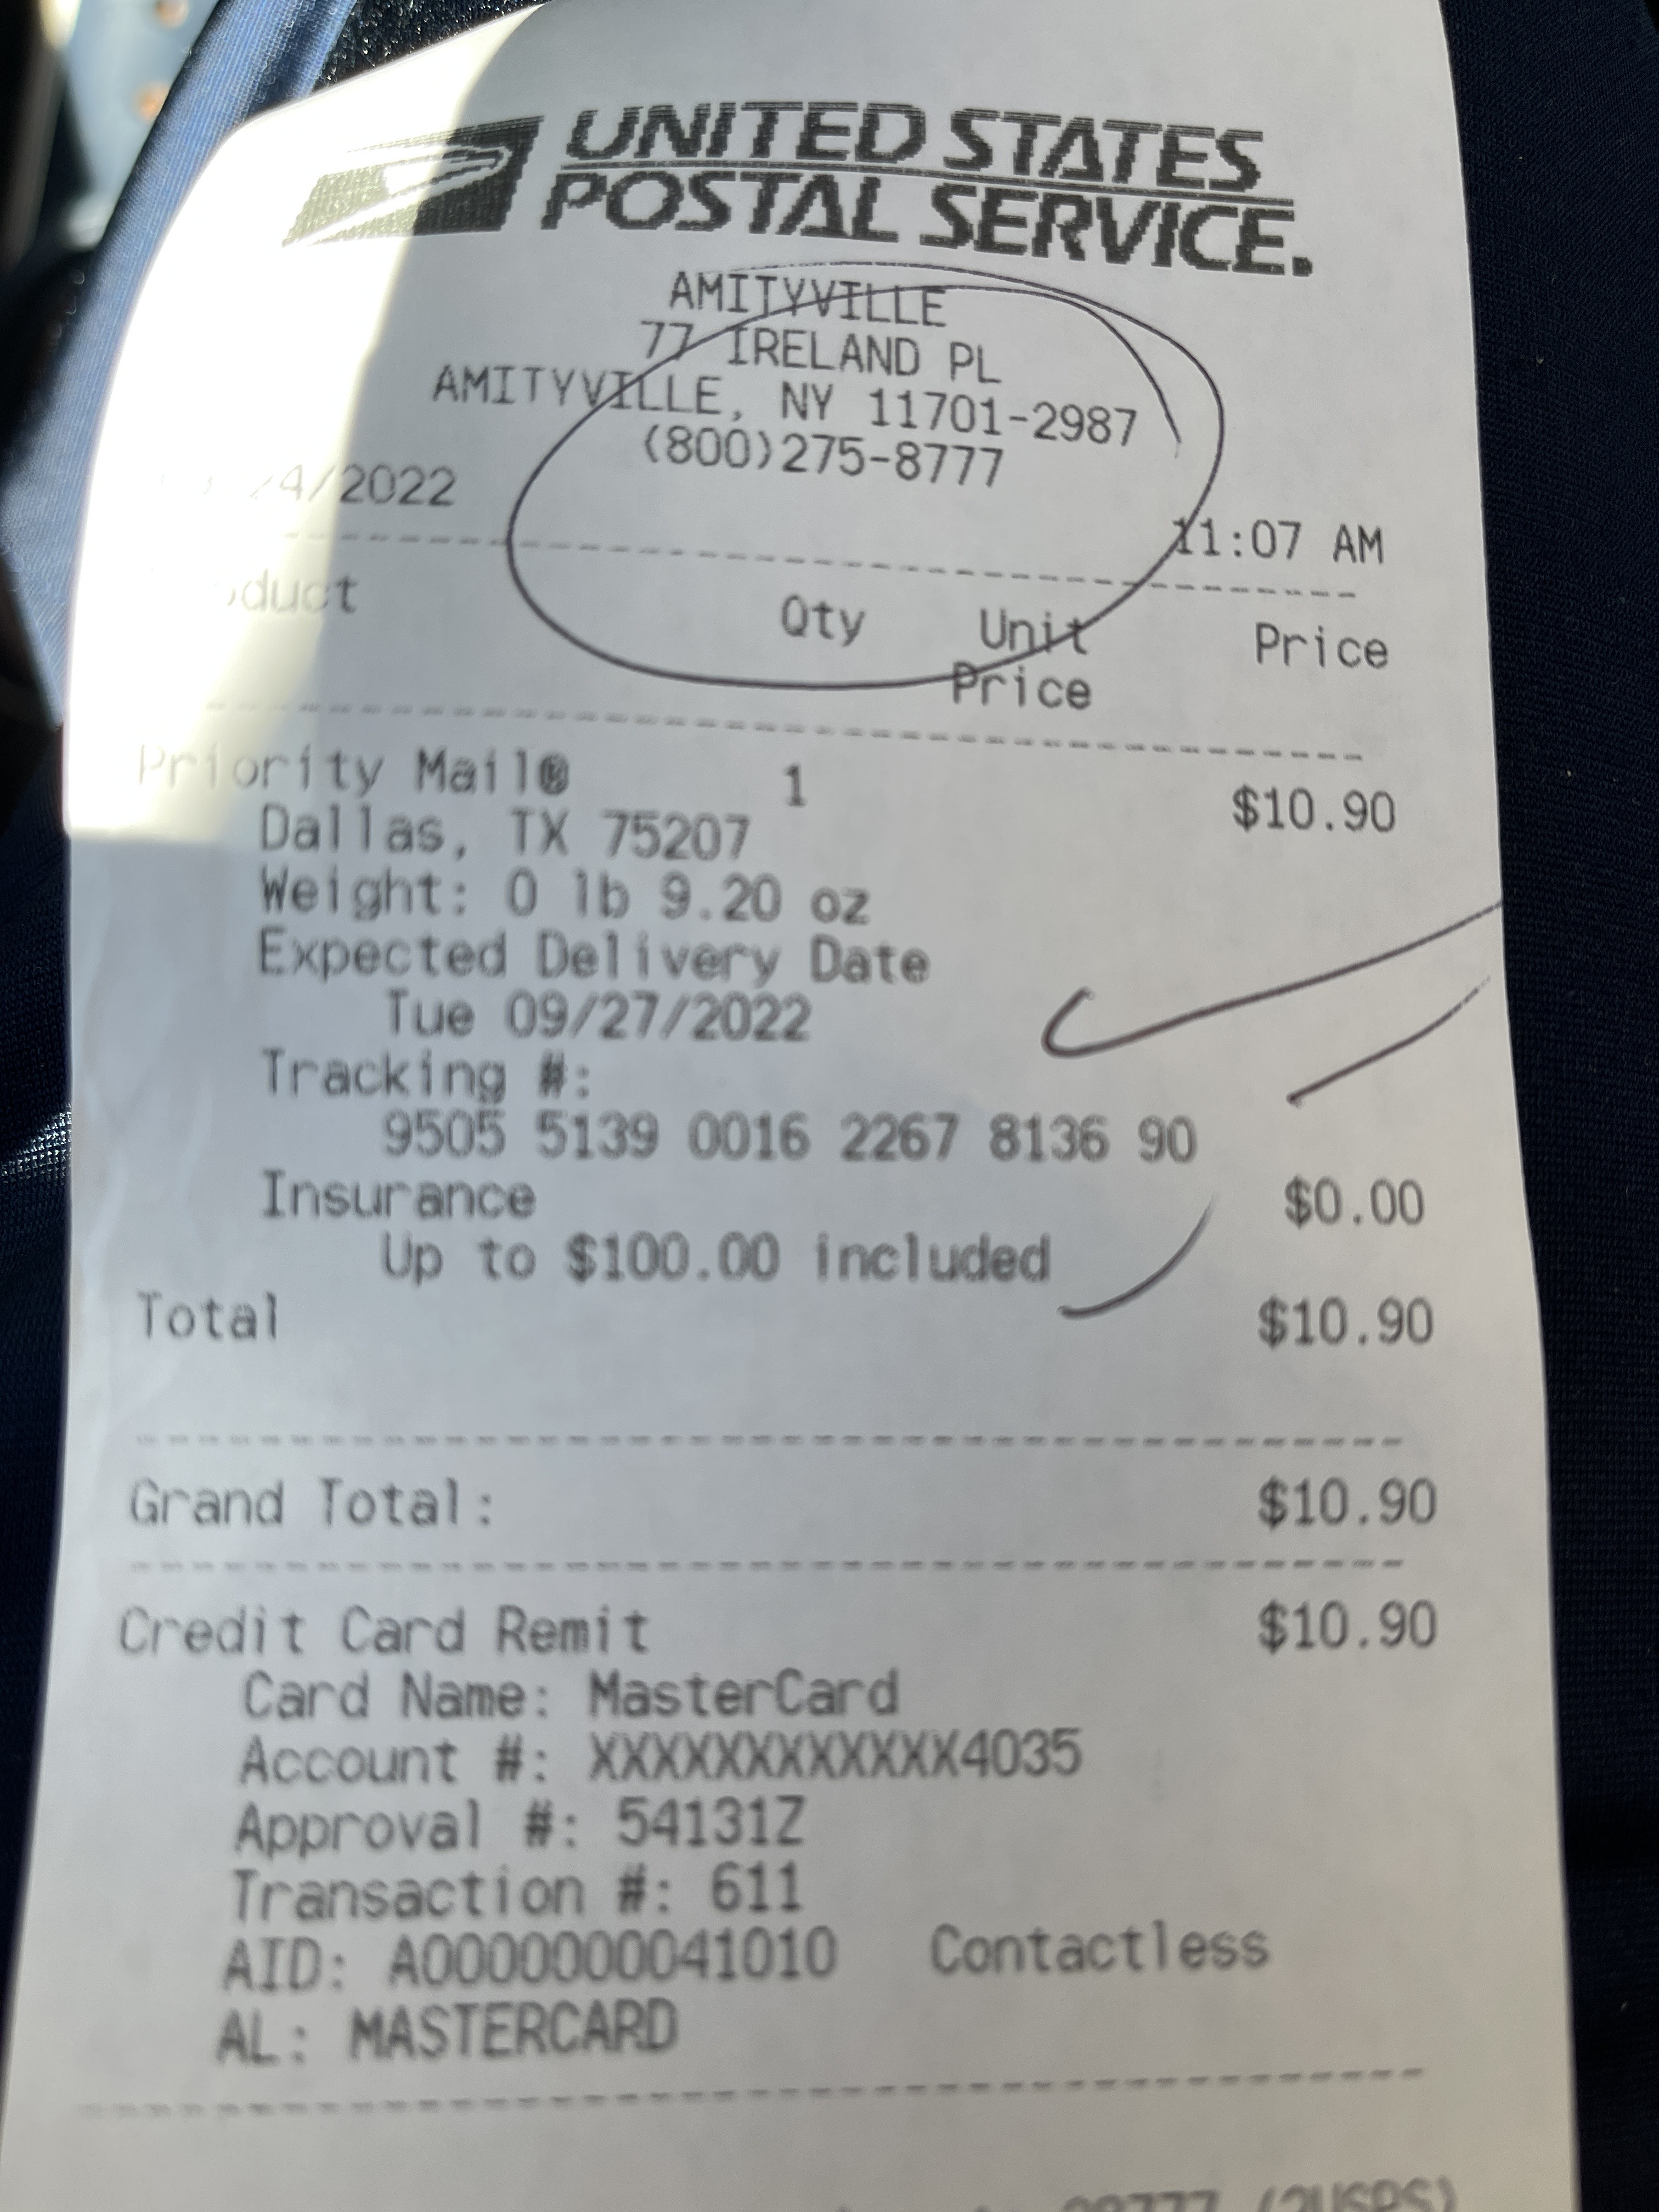 UNITED STATES
POSTAL SERVICE.
AMITYVILLE
77 IRELAND PL
AMITYVILLE, NY 11701-2987
(800)275-8777
11:07 AM
Qty Unit Price
Price
Priority Mail® 1 $10.90
Dallas, TX 75207
Weight: 0 lb 9.20 oz
Expected Delivery Date
Tue 09/27/2022
Tracking #:
9505 5139 0016 2267 8136 90
Insurance $0.00
Up to $100.00 included
Total $10.90
Grand Total: $10.90
Credit Card Remit $10.90
Card Name: MasterCard
Account #: XXXXXXXXXXXX4035
Approval #: 54131Z
Transaction #: 611
AID: A0000000041010 Contactless
AL: MASTERCARD